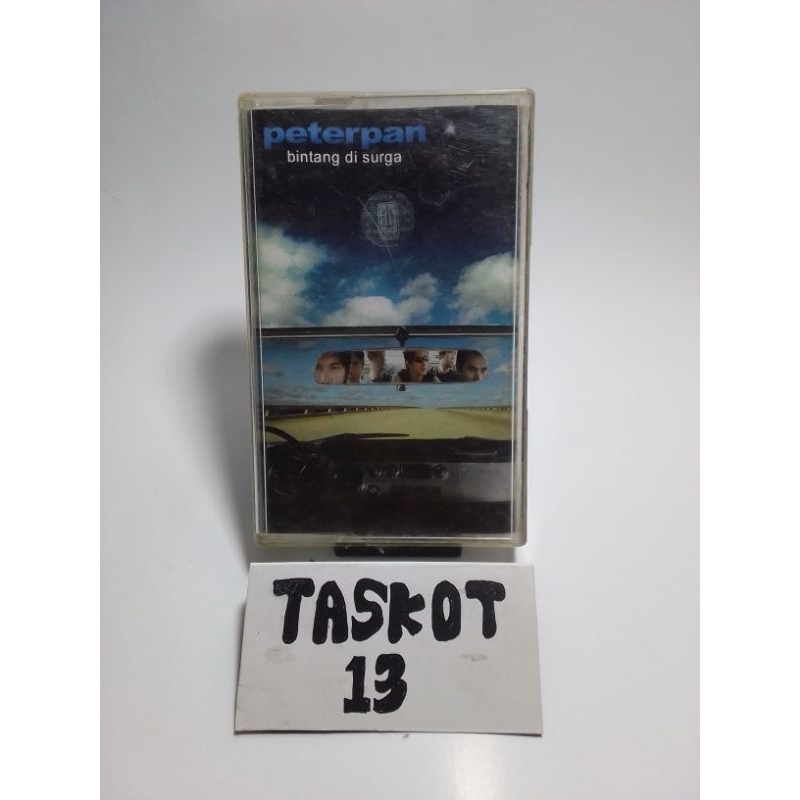 peterpan
bintang di surga
TASKOT
13